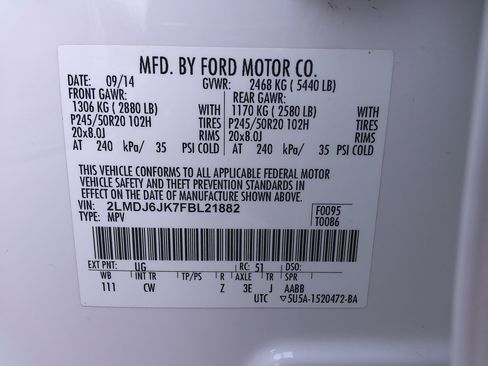 MFD. BY FORD MOTOR CO.
DATE: 09/14 GVWR: 2468 KG ( 5440 LB)
FRONT GAWR: REAR GAWR:
1306 KG ( 2880 LB) WITH 1170 KG ( 2580 LB) WITH
P245/50R20 102H TIRES P245/50R20 102H TIRES
20x8.0J RIMS 20x8.0J RIMS
AT 240 kPa/ 35 PSI COLD AT 240 kPa/ 35 PSI COLD
THIS VEHICLE CONFORMS TO ALL APPLICABLE FEDERAL MOTOR
VEHICLE SAFETY AND THEFT PREVENTION STANDARDS IN
EFFECT ON THE DATE OF MANUFACTURE SHOWN ABOVE.
VIN: 2LMDJ6JK7FBL21882 F0095
TYPE: MPV T0086
EXT PNT: UG RC: 51 DSO:
WB INT TR TP/PS R AXLE TR SPR
111 CW Z 3E J AABB
UTC ▽5U5A-1520472-BA